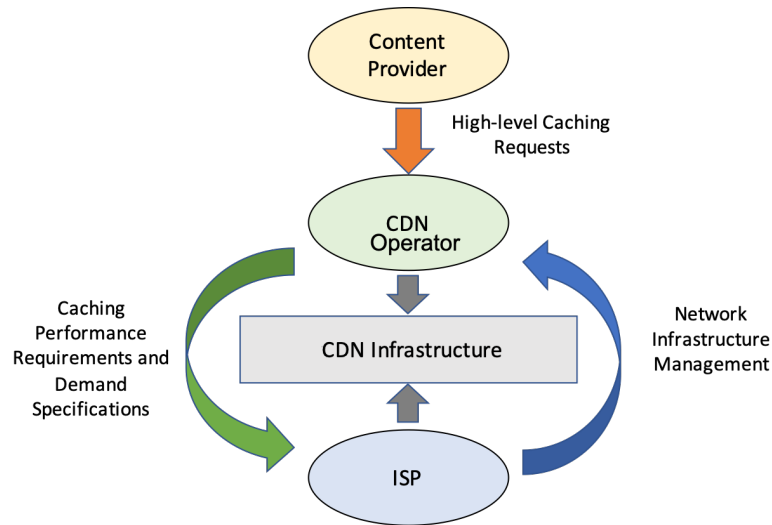 Content
Provider
High-level Caching
Requests
CDN
Operator
Caching
Performance
Requirements and
Demand
Specifications
CDN Infrastructure
Network
Infrastructure
Management
ISP